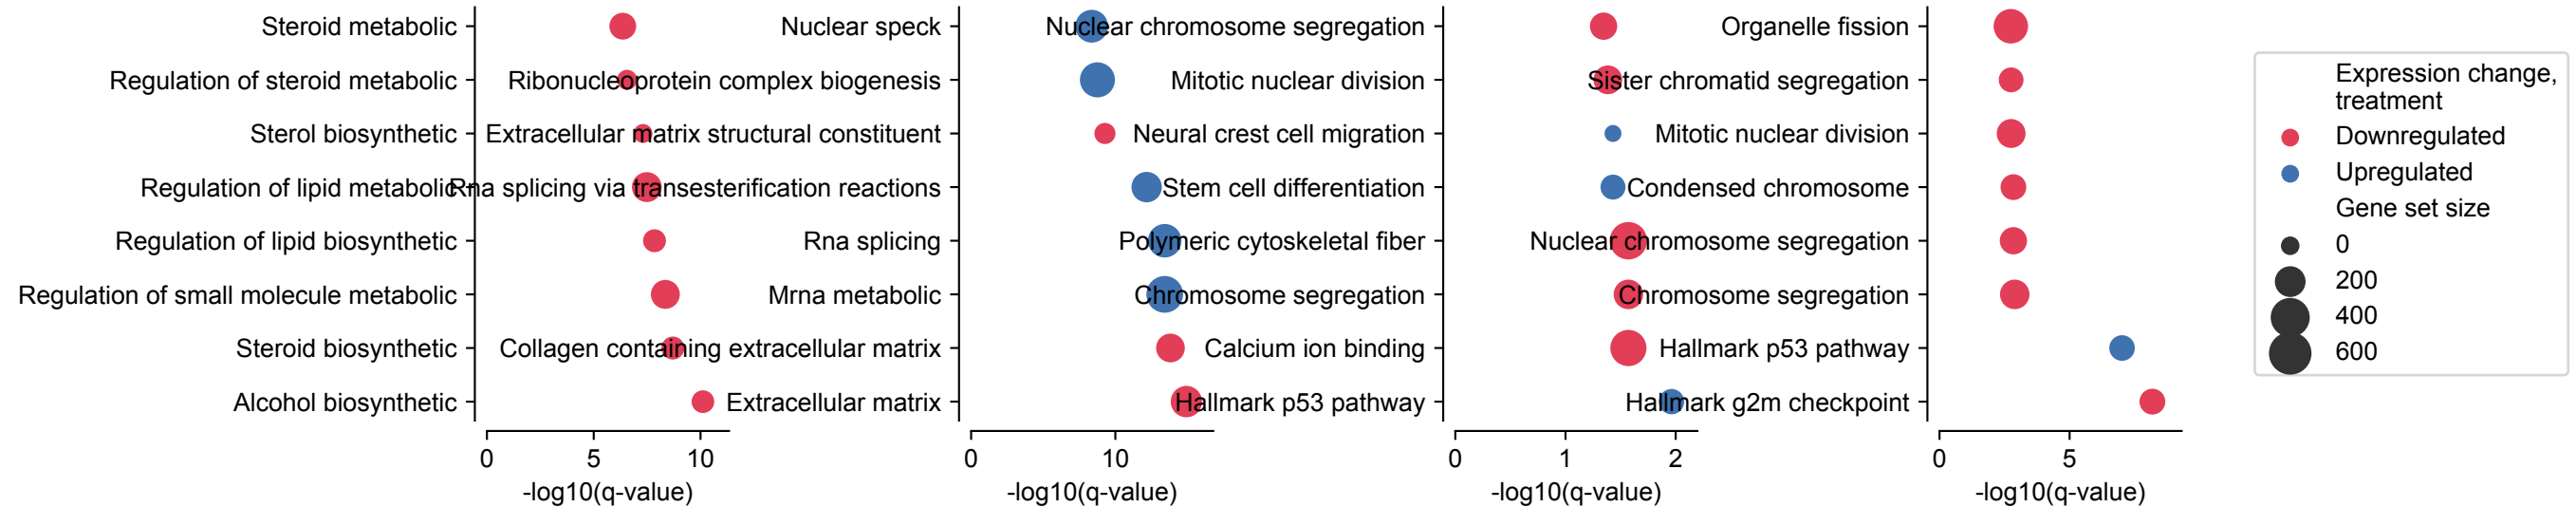 Steroid metabolic
Regulation of steroid metabolic
Sterol biosynthetic
Regulation of lipid metabolic
Regulation of lipid biosynthetic
Regulation of small molecule metabolic
Steroid biosynthetic
Alcohol biosynthetic
0 5 10
-log10(q-value)
Nuclear speck
Ribonucleoprotein complex biogenesis
Extracellular matrix structural constituent
Rna splicing via transesterification reactions
Rna splicing
Mrna metabolic
Collagen containing extracellular matrix
Extracellular matrix
0 10
-log10(q-value)
Nuclear chromosome segregation
Mitotic nuclear division
Neural crest cell migration
Stem cell differentiation
Polymeric cytoskeletal fiber
Chromosome segregation
Calcium ion binding
Hallmark p53 pathway
0 1 2
-log10(q-value)
Organelle fission
Sister chromatid segregation
Mitotic nuclear division
Condensed chromosome
Nuclear chromosome segregation
Chromosome segregation
Hallmark p53 pathway
Hallmark g2m checkpoint
0 5
-log10(q-value)
Expression change,
treatment
Downregulated
Upregulated
Gene set size
0
200
400
600